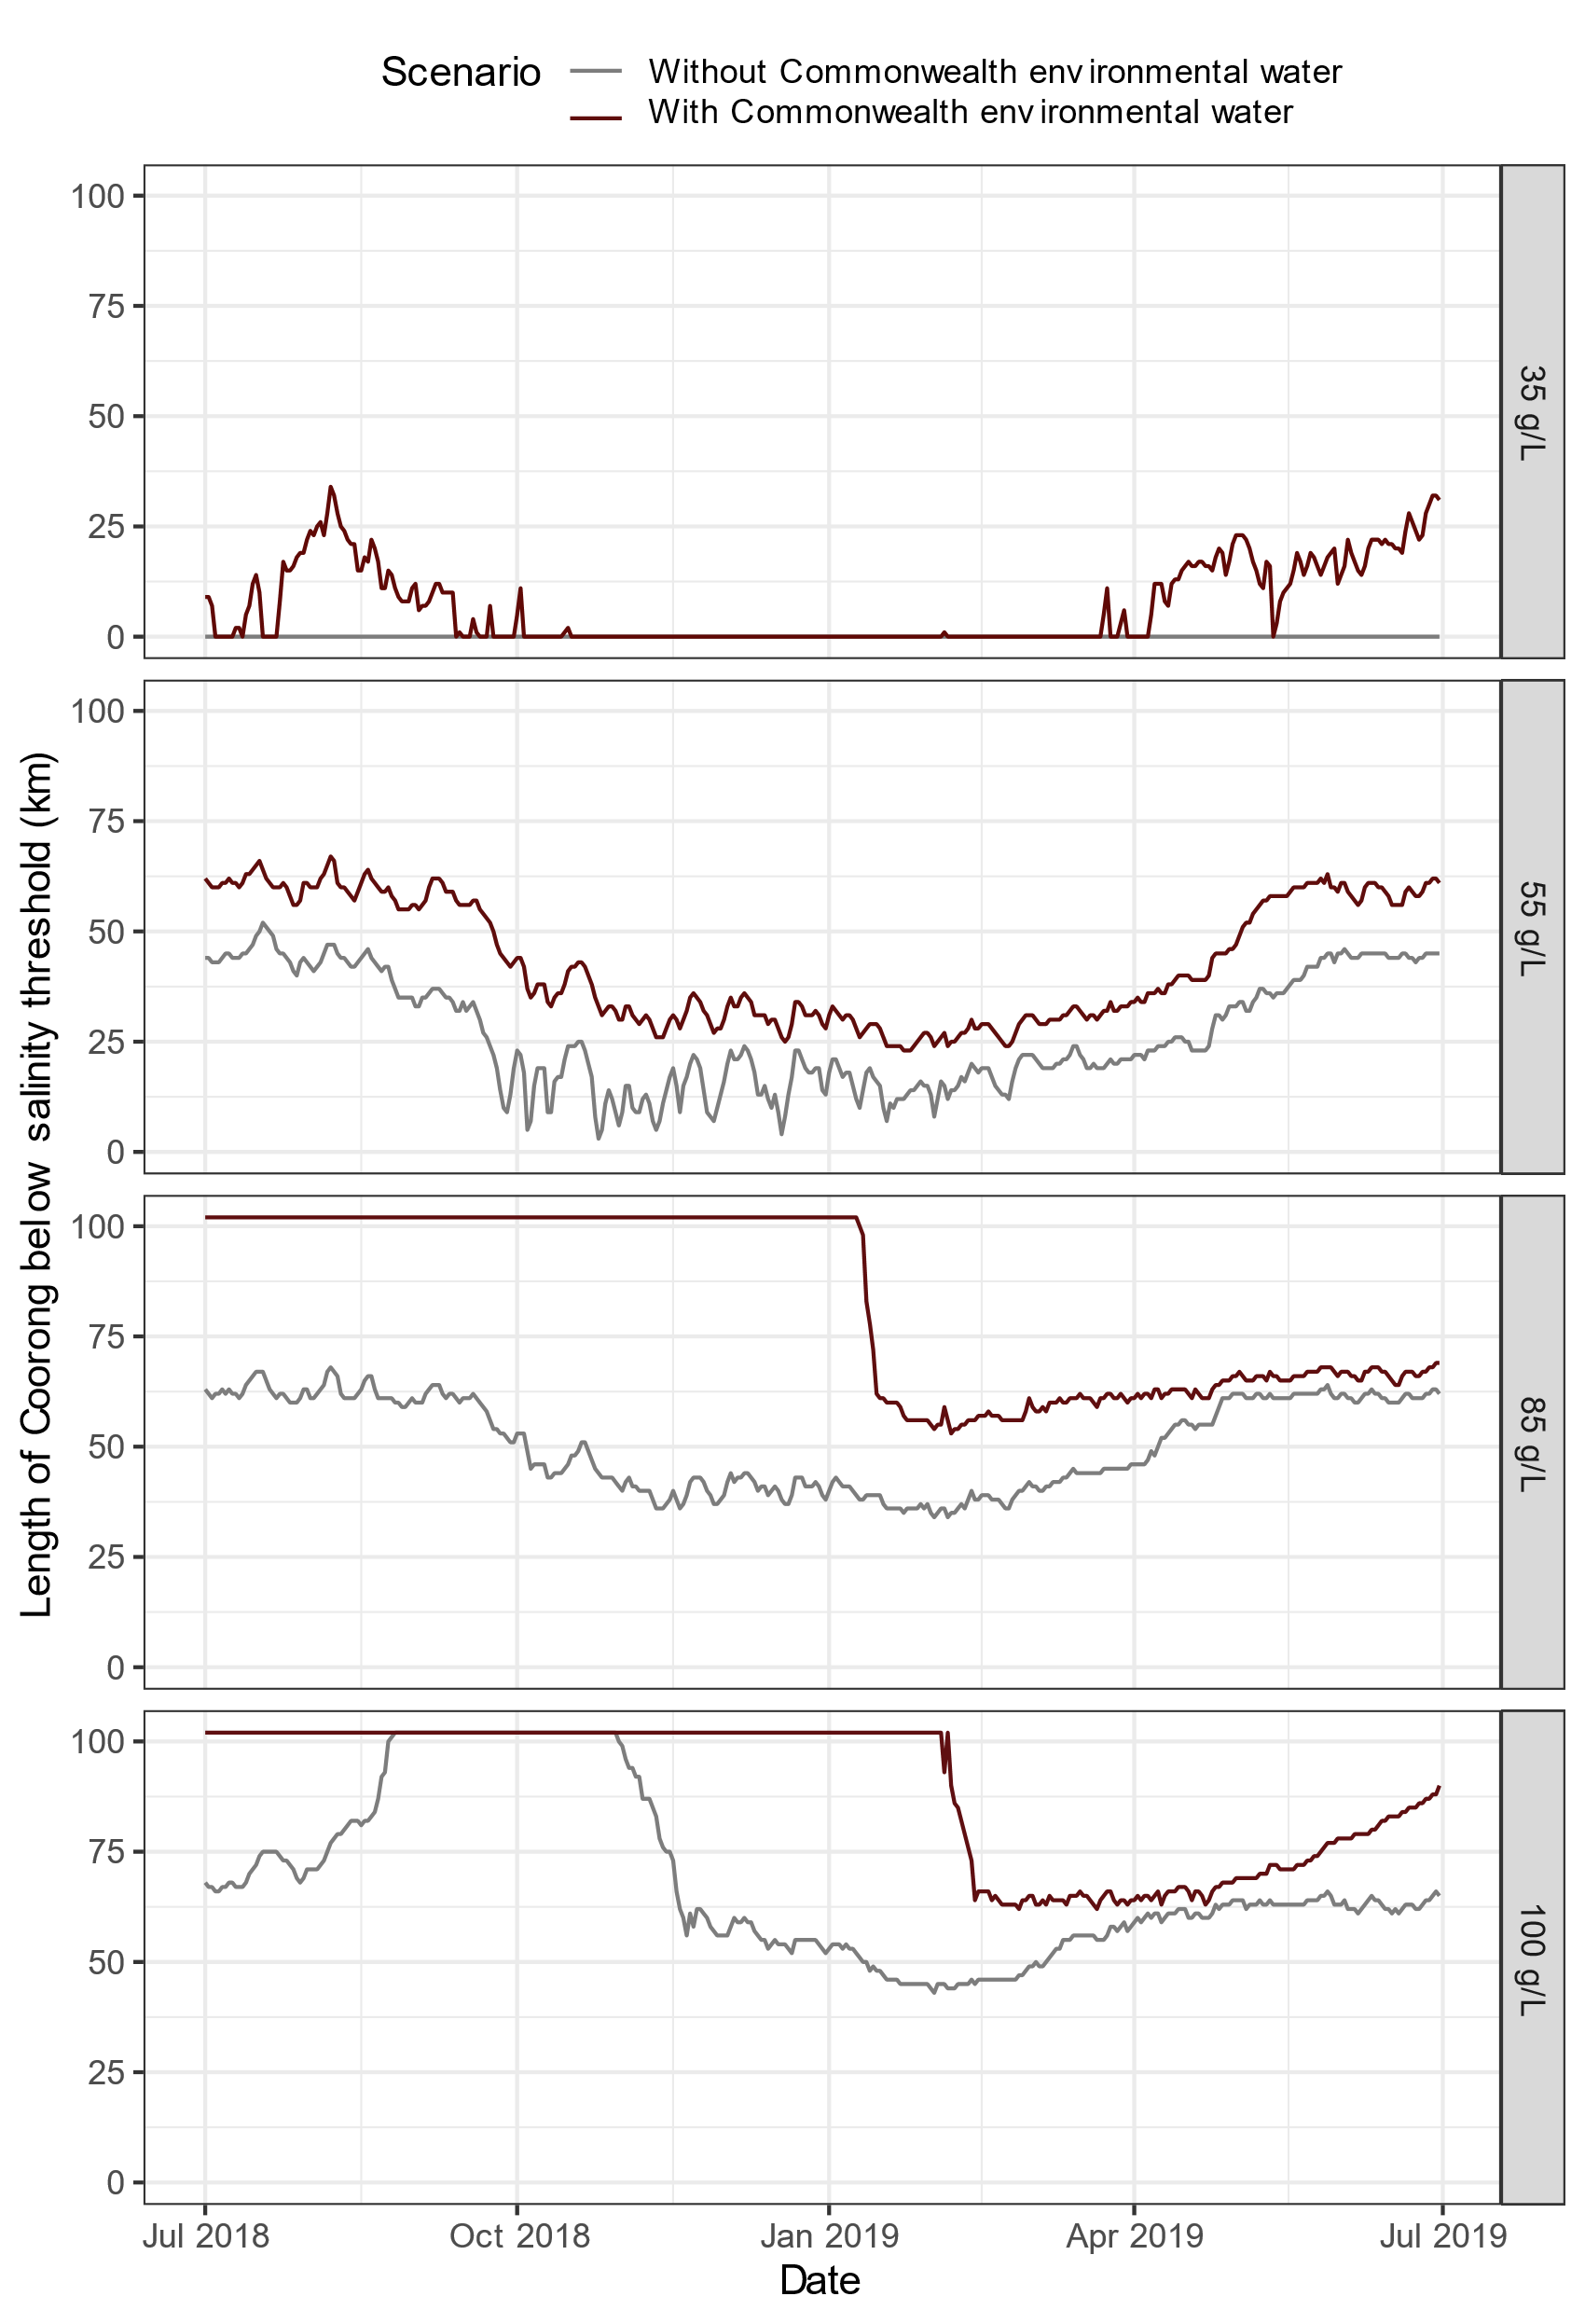 Scenario
Without Commonwealth environmental water
With Commonwealth environmental water
Length of Coorong below salinity threshold (km)
100
75
50
25
0
35 g/L
100
75
50
25
0
55 g/L
100
75
50
25
0
85 g/L
100
75
50
25
0
100 g/L
Jul 2018
Oct 2018
Jan 2019
Apr 2019
Jul 2019
Date